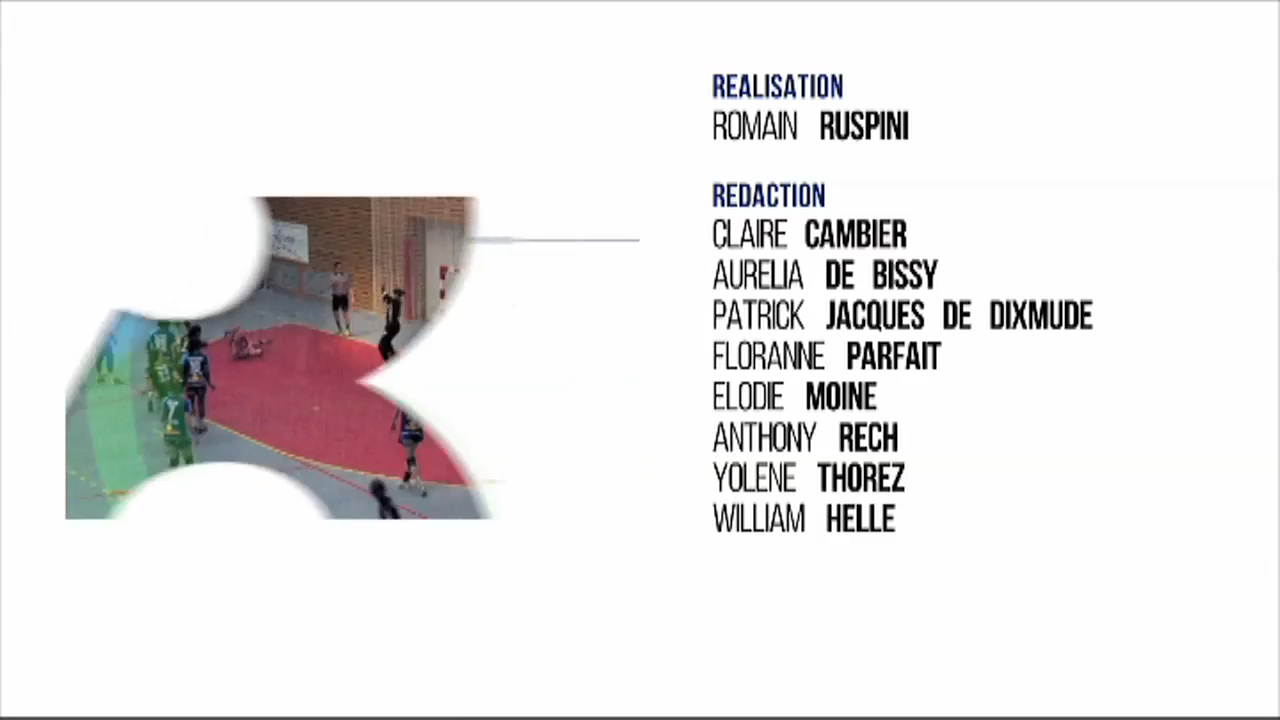 REALISATION
ROMAIN RUSPINI
REDACTION
CLAIRE CAMBIER
AURELIA DE BISSY
PATRICK JACQUES DE DIXMUDE
FLORANNE PARFAIT
ELODIE MOINE
ANTHONY RECH
YOLENE THOREZ
WILLIAM HELLE